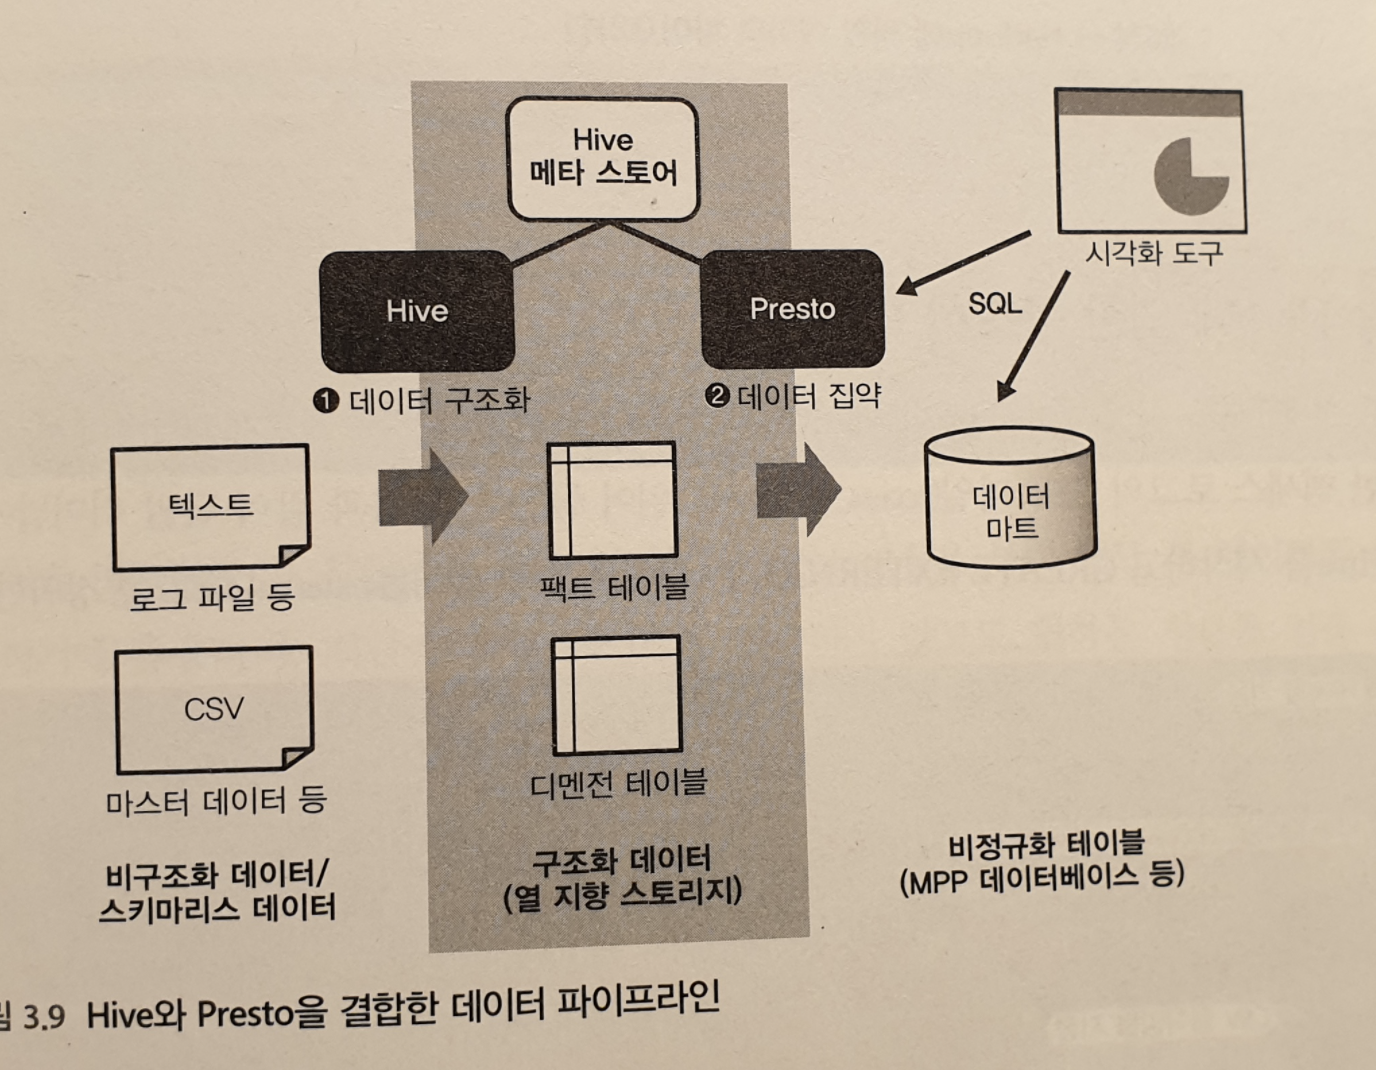 Hive
메타 스토어
Hive
Presto
시각화 도구
SQL
❶ 데이터 구조화
❷ 데이터 집약
텍스트
로그 파일 등
팩트 테이블
데이터
마트
CSV
마스터 데이터 등
디멘전 테이블
비구조화 데이터/
스키마리스 데이터
구조화 데이터
(열 지향 스토리지)
비정규화 테이블
(MPP 데이터베이스 등)
3.9 Hive와 Presto을 결합한 데이터 파이프라인